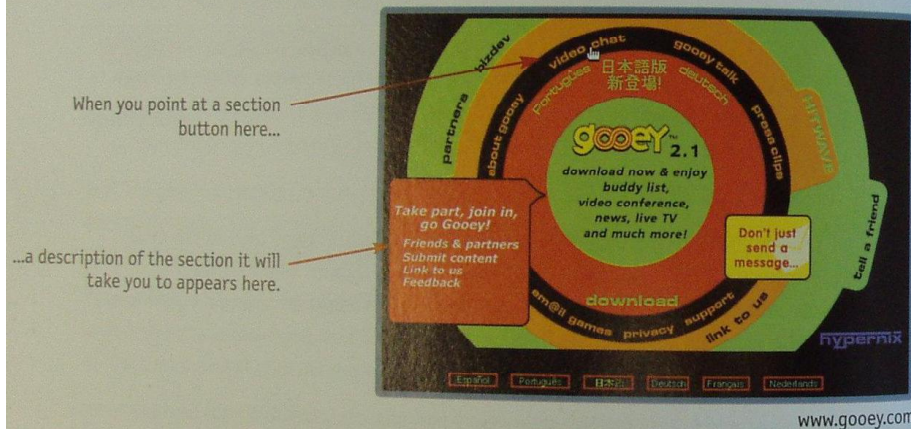 When you point at a section
button here...
...a description of the section it will
take you to appears here.
partners
bizdev
about gooey
video chat
gooey talk
press clips
HYWAVE
tell a friend
Português
日本語版
新登場!
deutsch
gooey™ 2.1
download now & enjoy
buddy list,
video conference,
news, live TV
and much more!
Take part, join in,
go Gooey!
Friends & partners
Submit content
Link to us
Feedback
Don't just
send a
message...
download
em@il games
privacy
support
link to us
hypernix
Español
Português
日本語
Deutsch
Français
Nederlands
www.gooey.com